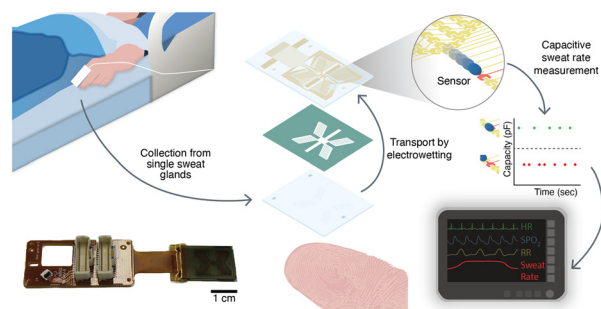 Sensor
Capacitive
sweat rate
measurement
Collection from
single sweat
glands
Transport by
electrowetting
Capacity (pF)
Time (sec)
HR
SPO2
RR
Sweat
Rate
1 cm